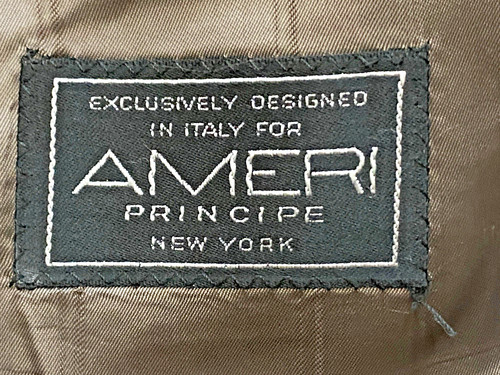 EXCLUSIVELY DESIGNED
IN ITALY FOR
AMERI
PRINCIPE
NEW YORK